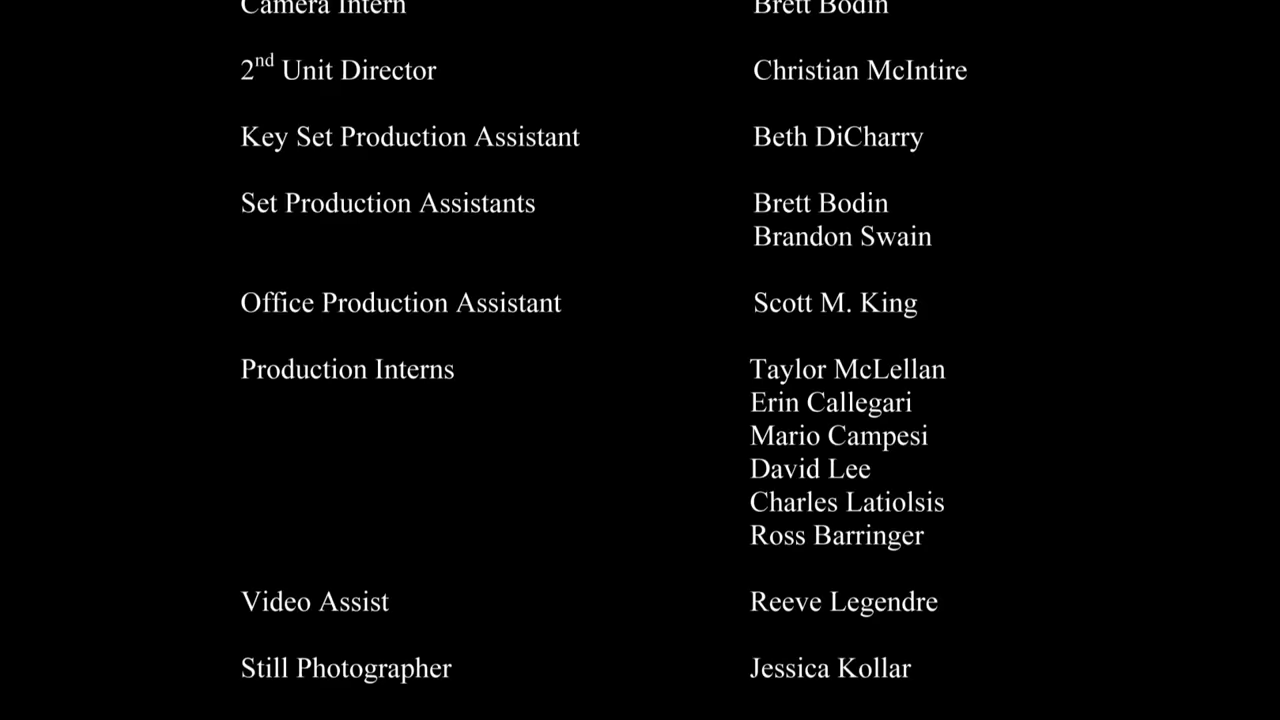 Camera Intern Brett Bodin
2nd Unit Director Christian McIntire
Key Set Production Assistant Beth DiCharry
Set Production Assistants Brett Bodin
Brandon Swain
Office Production Assistant Scott M. King
Production Interns Taylor McLellan
Erin Callegari
Mario Campesi
David Lee
Charles Latiolsis
Ross Barringer
Video Assist Reeve Legendre
Still Photographer Jessica Kollar